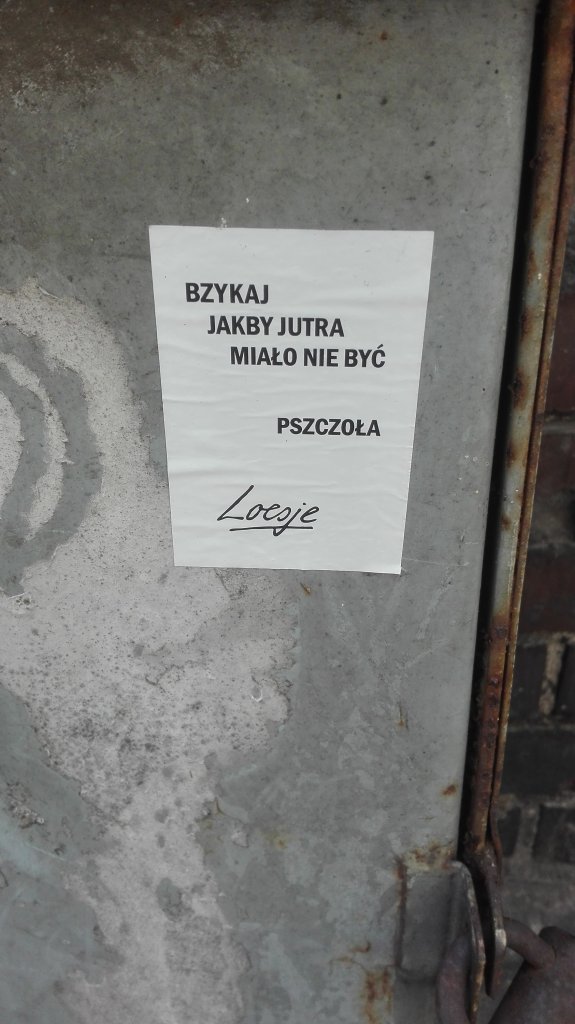 BZYKAJ
JAKBY JUTRA
MIAŁO NIE BYĆ
PSZCZOŁA
Loesje